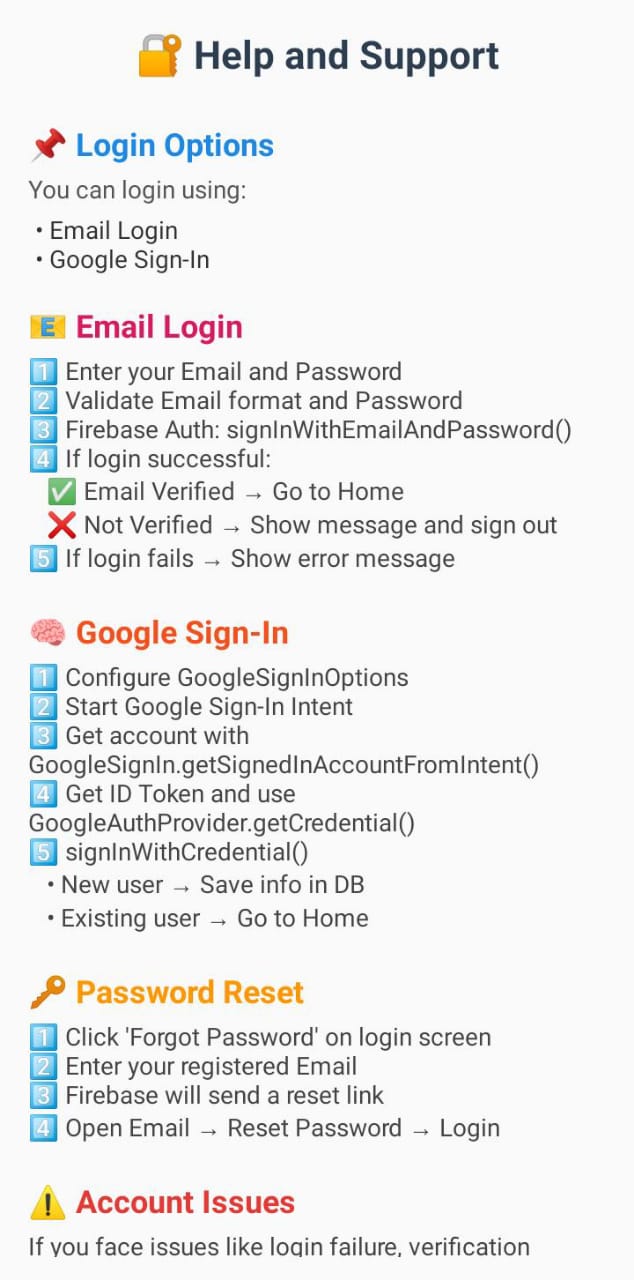 🔐 Help and Support
📌 Login Options
You can login using:
• Email Login
• Google Sign-In
📧 Email Login
1️⃣ Enter your Email and Password
2️⃣ Validate Email format and Password
3️⃣ Firebase Auth: signInWithEmailAndPassword()
4️⃣ If login successful:
✅ Email Verified → Go to Home
❌ Not Verified → Show message and sign out
5️⃣ If login fails → Show error message
🧠 Google Sign-In
1️⃣ Configure GoogleSignInOptions
2️⃣ Start Google Sign-In Intent
3️⃣ Get account with
GoogleSignIn.getSignedInAccountFromIntent()
4️⃣ Get ID Token and use
GoogleAuthProvider.getCredential()
5️⃣ signInWithCredential()
• New user → Save info in DB
• Existing user → Go to Home
🔑 Password Reset
1️⃣ Click 'Forgot Password' on login screen
2️⃣ Enter your registered Email
3️⃣ Firebase will send a reset link
4️⃣ Open Email → Reset Password → Login
⚠️ Account Issues
If you face issues like login failure, verification